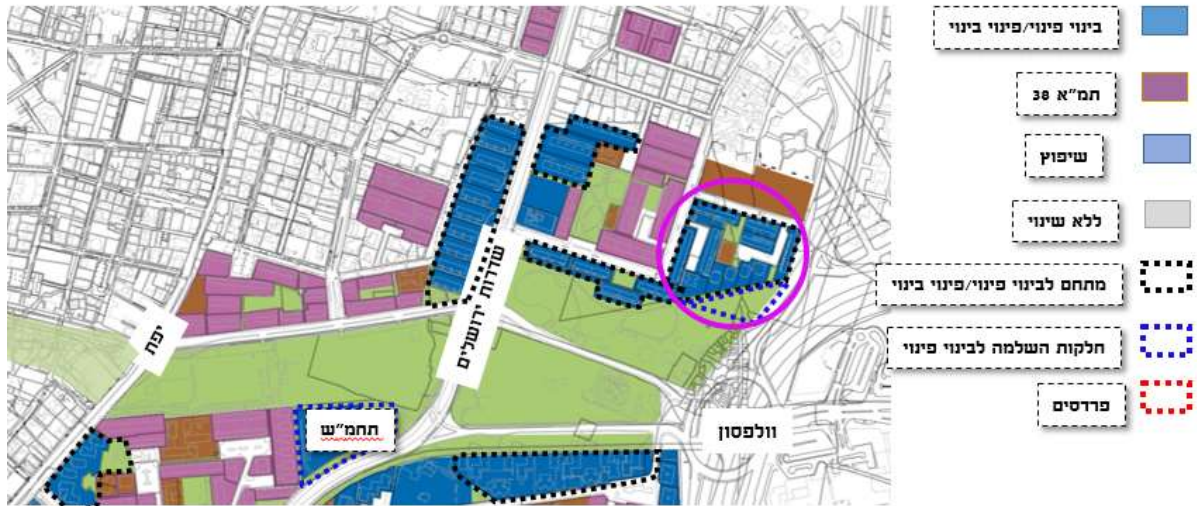 בינוי פינוי/פינוי בינוי
תמ"א 38
שיפוץ
ללא שינוי
מתחם לבינוי פינוי/פינוי בינוי
חלקות השלמה לבינוי פינוי
פרדסים
שדרות ירושלים
יפת
תחמ"ש
וולפסון